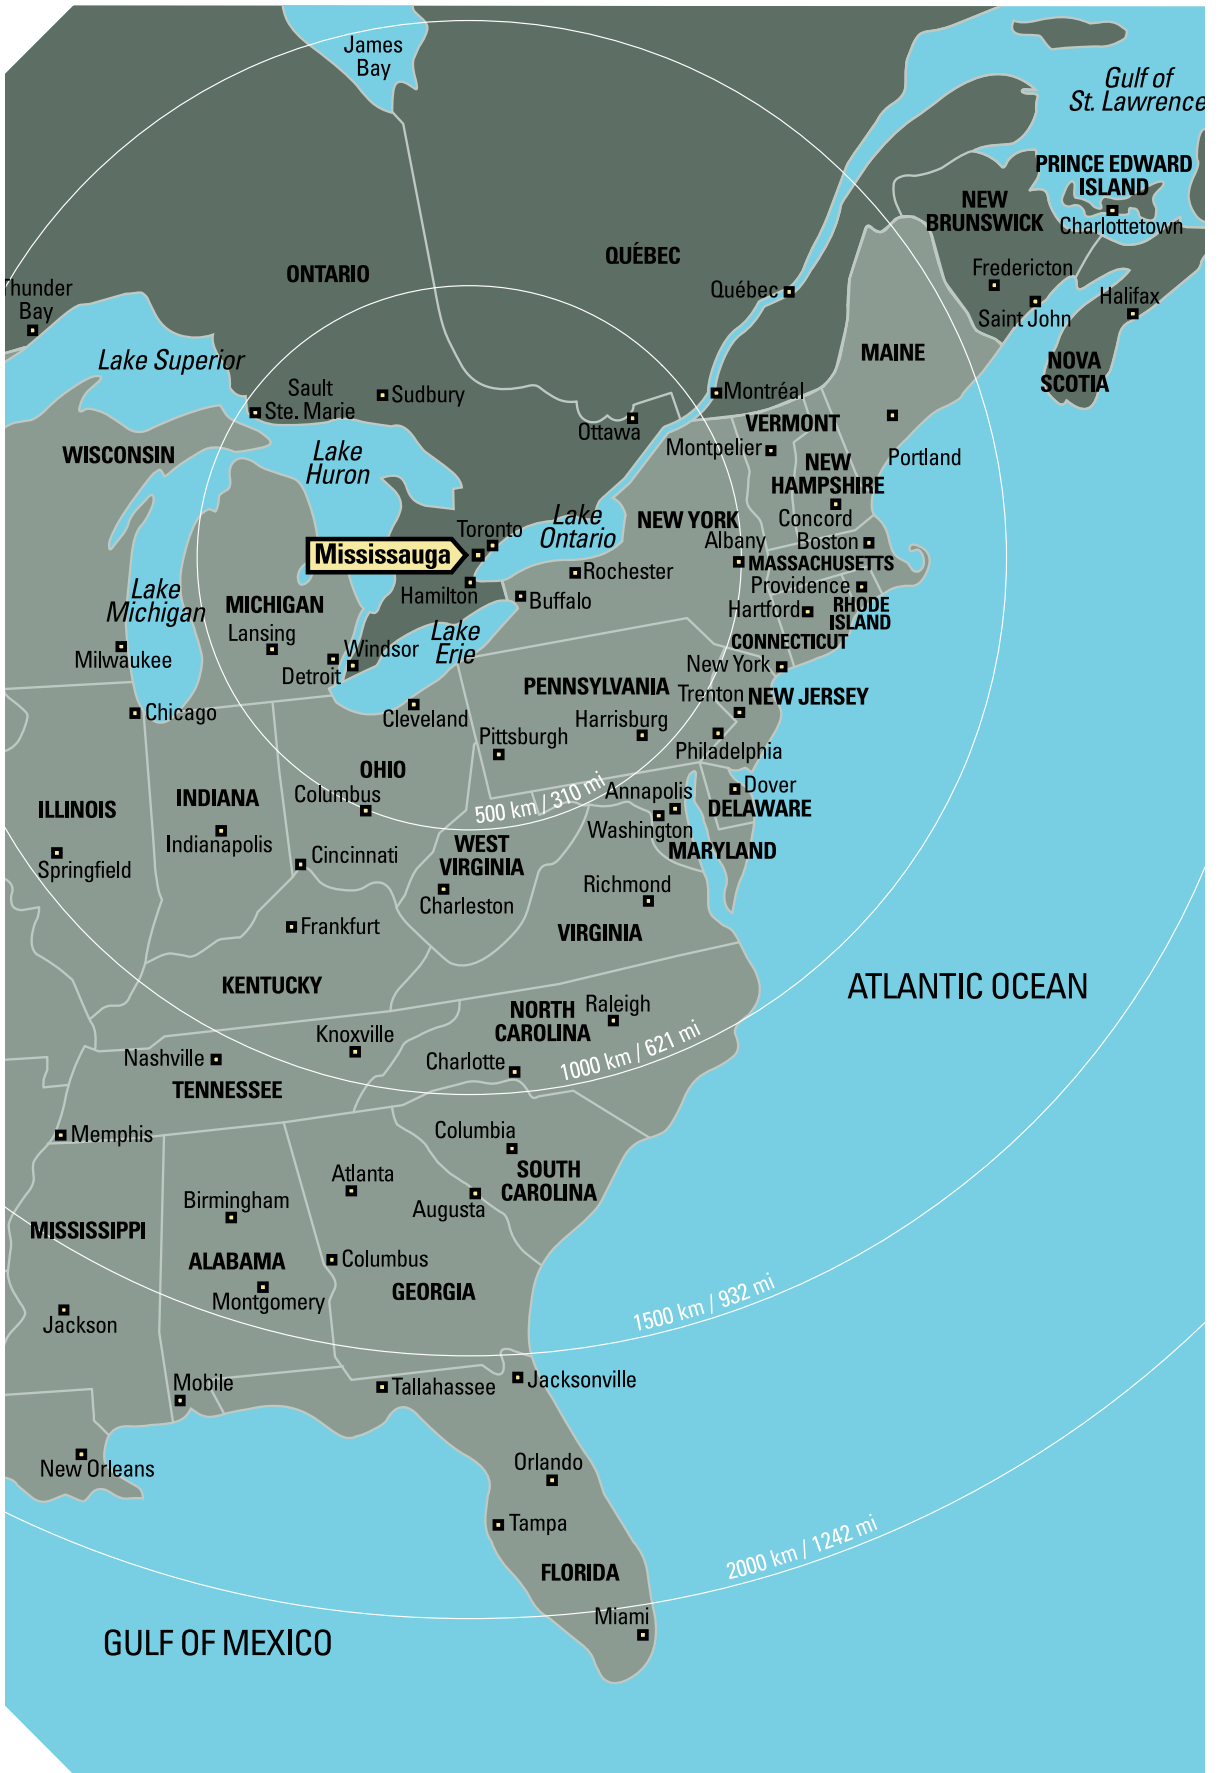 James
Bay
Gulf of
St. Lawrence
PRINCE EDWARD
ISLAND
Charlottetown
NEW
BRUNSWICK
QUÉBEC
ONTARIO
Fredericton
Saint John
Halifax
Québec
Thunder
Bay
NOVA
SCOTIA
MAINE
Lake Superior
Sault
Ste. Marie
Sudbury
Montréal
Ottawa
VERMONT
Montpelier
Portland
WISCONSIN
Lake
Huron
NEW
HAMPSHIRE
Concord
Toronto
Lake
Ontario
NEW YORK
Albany
Boston
Mississauga
MASSACHUSETTS
Rochester
Providence
Lake
Michigan
MICHIGAN
Hamilton
Buffalo
Hartford
RHODE
ISLAND
Lansing
Lake
Erie
CONNECTICUT
Milwaukee
Windsor
Detroit
New York
PENNSYLVANIA
Trenton
NEW JERSEY
Chicago
Cleveland
Harrisburg
Pittsburgh
Philadelphia
OHIO
500 km / 310 mi
Annapolis
Dover
DELAWARE
ILLINOIS
INDIANA
Columbus
Washington
MARYLAND
Indianapolis
Cincinnati
WEST
VIRGINIA
Springfield
Richmond
Charleston
Frankfurt
VIRGINIA
KENTUCKY
ATLANTIC OCEAN
NORTH
CAROLINA
Raleigh
Knoxville
Nashville
Charlotte
1000 km / 621 mi
TENNESSEE
Memphis
Columbia
SOUTH
CAROLINA
Atlanta
Birmingham
Augusta
MISSISSIPPI
ALABAMA
Columbus
GEORGIA
Montgomery
1500 km / 932 mi
Jackson
Mobile
Tallahassee
Jacksonville
New Orleans
Orlando
Tampa
2000 km / 1242 mi
FLORIDA
Miami
GULF OF MEXICO